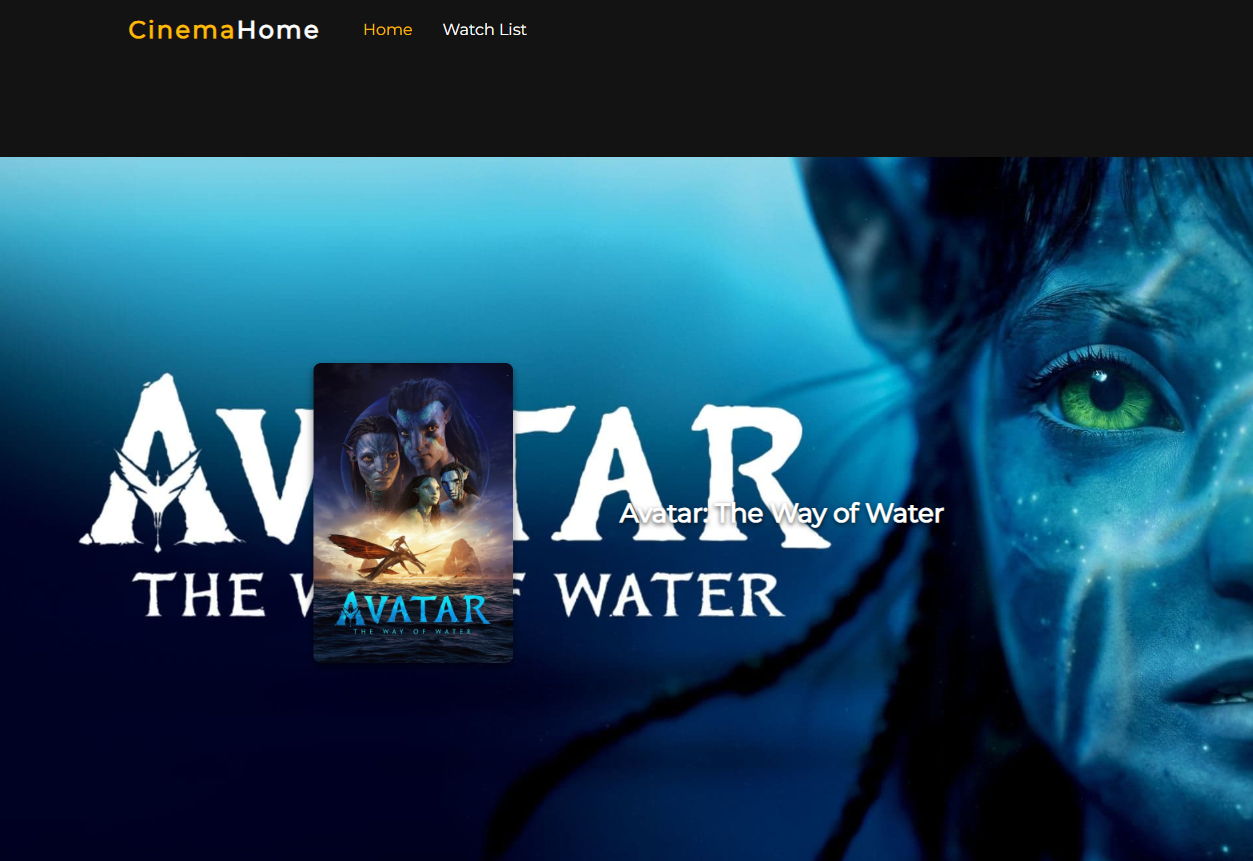 CinemaHome Home Watch List
AVATAR
THE W F WATER
Avatar: The Way of Water
AVATAR
THE WAY OF WATER